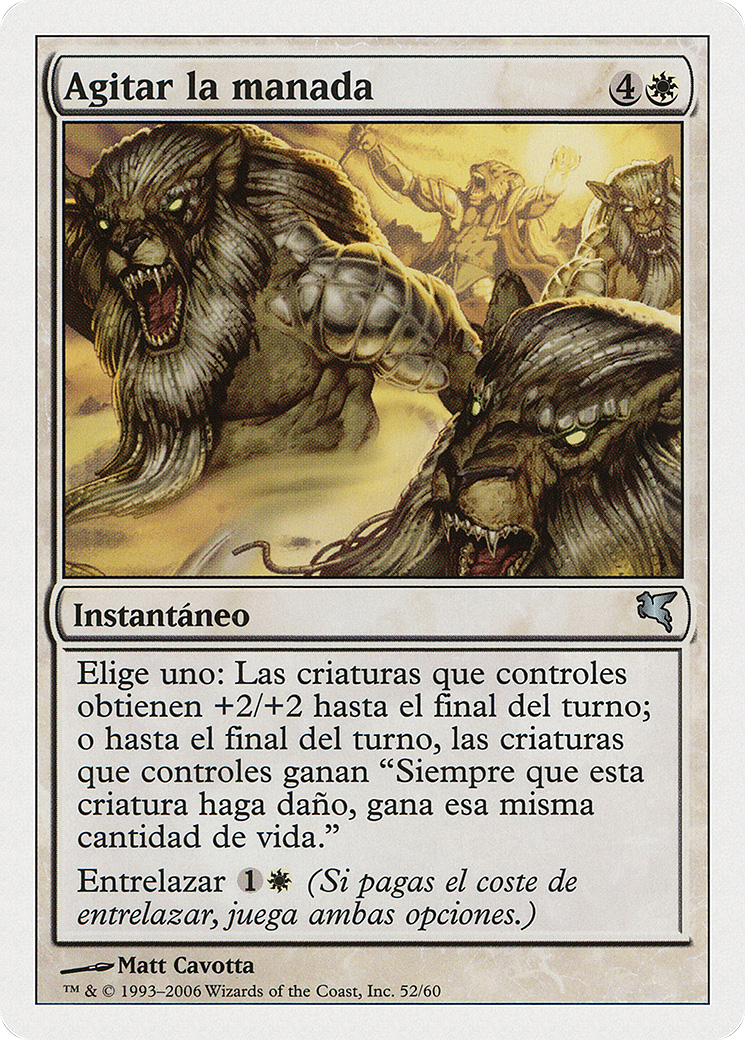 Agitar la manada 4
Instantáneo
Elige uno: Las criaturas que controles
obtienen +2/+2 hasta el final del turno;
o hasta el final del turno, las criaturas
que controles ganan “Siempre que esta
criatura haga daño, gana esa misma
cantidad de vida.”
Entrelazar 1 (Si pagas el coste de
entrelazar, juega ambas opciones.)
Matt Cavotta
™ & © 1993–2006 Wizards of the Coast, Inc. 52/60